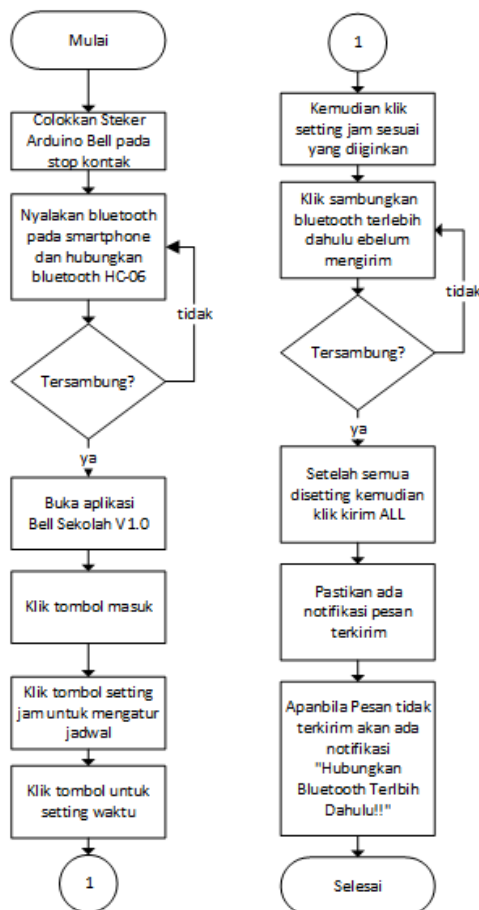 Mulai
Colokkan Steker
Arduino Bell pada
stop kontak
Nyalakan bluetooth
pada smartphone
dan hubungkan
bluetooth HC-06
tidak
Tersambung?
ya
Buka aplikasi
Bell Sekolah V1.0
Klik tombol masuk
Klik tombol setting
jam untuk mengatur
jadwal
Klik tombol untuk
setting waktu
1
1
Kemudian klik
setting jam sesuai
yang diiginkan
Klik sambungkan
bluetooth terlebih
dahulu ebelum
mengirim
tidak
Tersambung?
ya
Setelah semua
disetting kemudian
klik kirim ALL
Pastikan ada
notifikasi pesan
terkirim
Apanbila Pesan tidak
terkirim akan ada
notifikasi
"Hubungkan
Bluetooth Terlbih
Dahulu!!"
Selesai